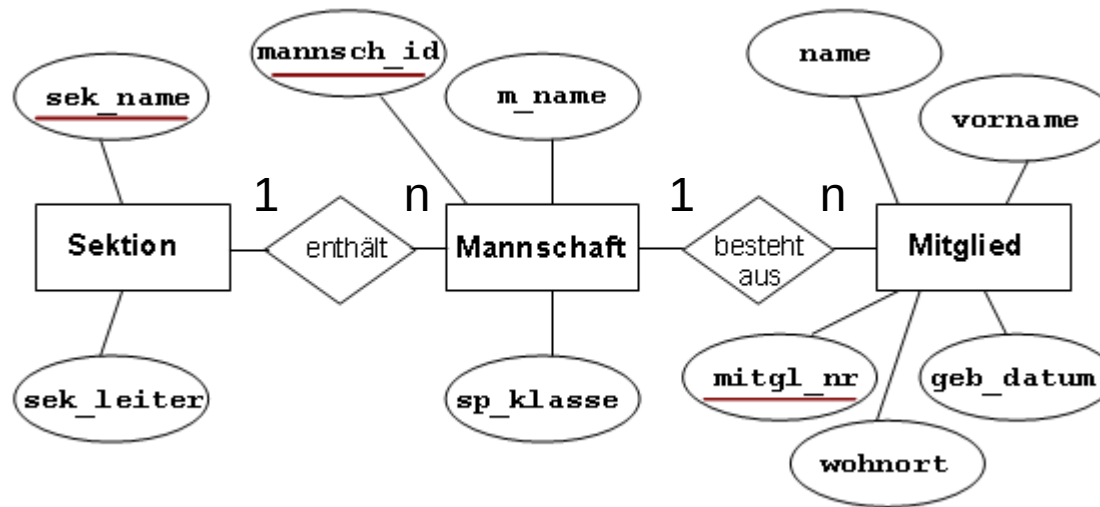 mannsch_id
name
sek_name
m_name
vorname
1
n
1
n
Sektion
enthält
Mannschaft
besteht
aus
Mitglied
mitgl_nr
geb_datum
sek_leiter
sp_klasse
wohnort